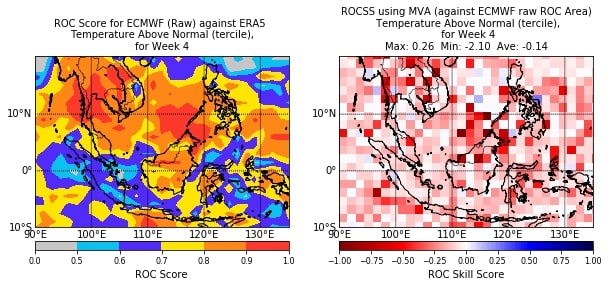 ROC Score for ECMWF (Raw) against ERA5
Temperature Above Normal (tercile),
for Week 4
10°N
0°
10°S
90°E 100°E 110°E 120°E 130°E
0.0 0.5 0.6 0.7 0.8 0.9 1.0
ROC Score
ROCSS using MVA (against ECMWF raw ROC Area)
Temperature Above Normal (tercile),
for Week 4
Max: 0.26 Min: -2.10 Ave: -0.14
10°N
0°
10°S
90°E 100°E 110°E 120°E 130°E
−1.00 −0.75 −0.50 −0.25 0.00 0.25 0.50 0.75 1.00
ROC Skill Score